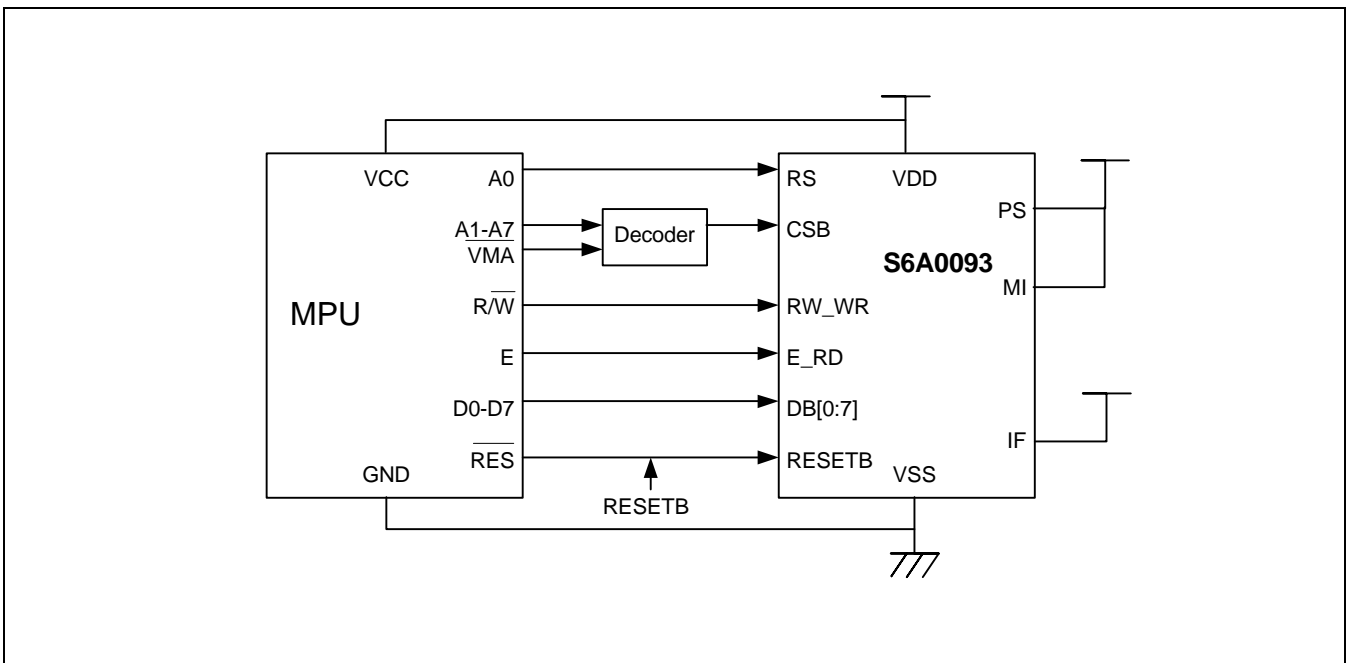 VCC A0 RS VDD
PS
A1-A7 Decoder CSB
VMA
S6A0093
MI
MPU R/W RW_WR
E E_RD
D0-D7 DB[0:7]
IF
RES RESETB
GND VSS
RESETB